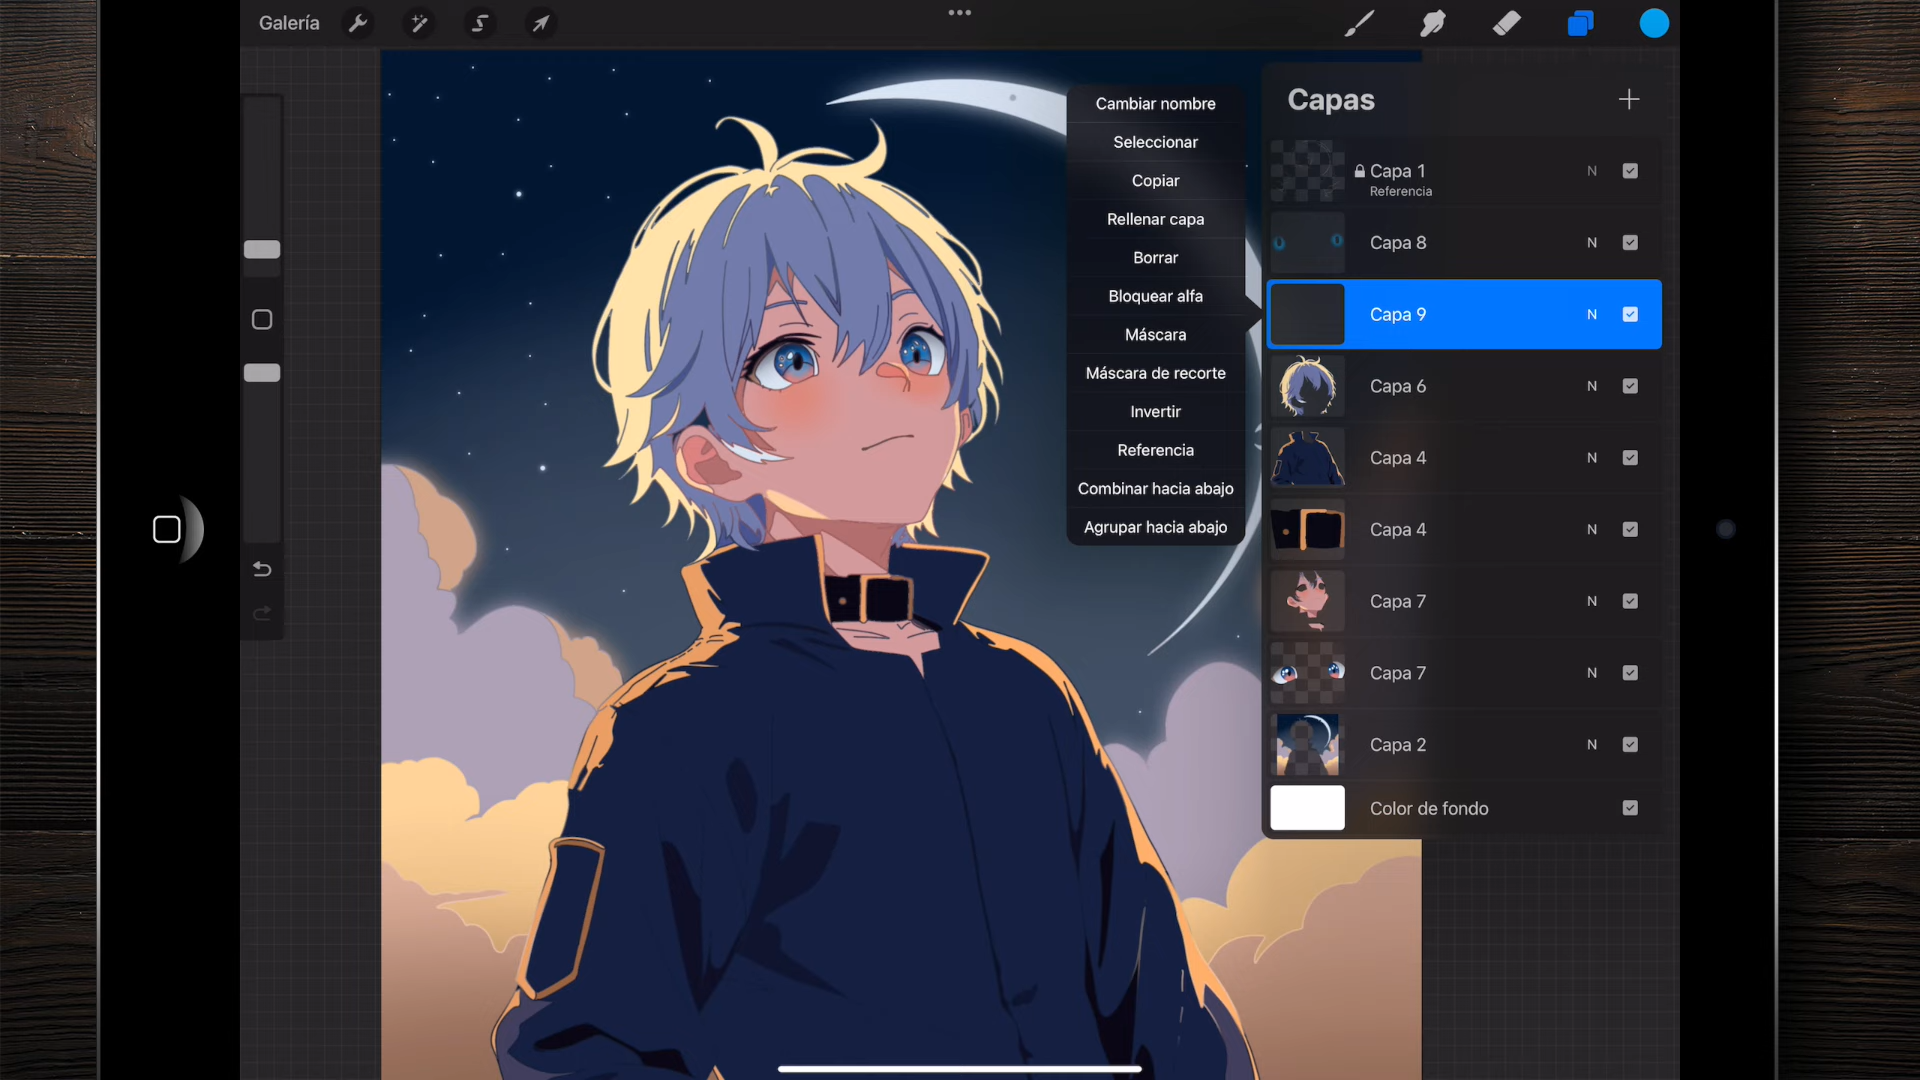 Galería
Cambiar nombre
Seleccionar
Copiar
Rellenar capa
Borrar
Bloquear alfa
Máscara
Máscara de recorte
Invertir
Referencia
Combinar hacia abajo
Agrupar hacia abajo
Capas
Capa 1 N
Referencia
Capa 8 N
Capa 9 N
Capa 6 N
Capa 4 N
Capa 4 N
Capa 7 N
Capa 7 N
Capa 2 N
Color de fondo